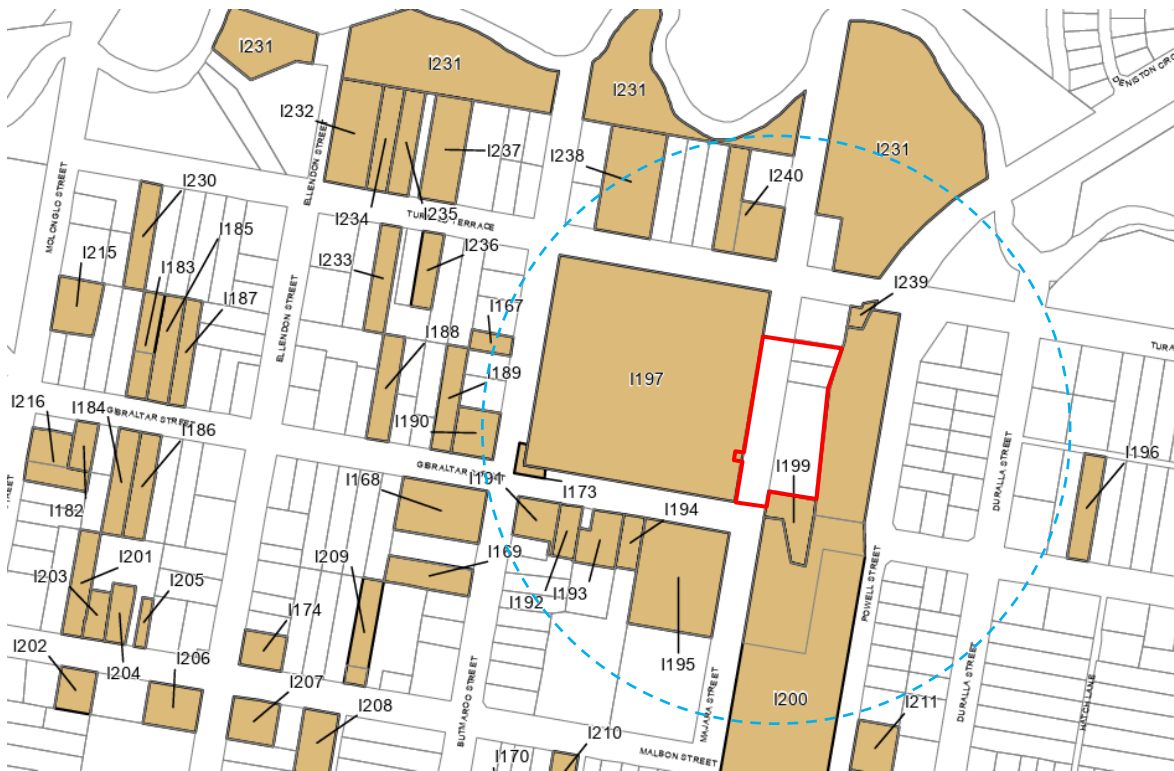 I231
I231
I231
I231
DENISTON CIRC
I232
ELLENDON STREET
I237
I238
I240
MOLONGLO STREET
I230
I234
I235
TURALLA TERRACE
I185
I233
I236
I183
I215
I187
I239
I167
ELLENDON STREET
I188
I189
I197
I216
I184
GIBRALTAR STREET
I186
I190
DURALLA STREET
I196
STREET
GIBRALTAR STREET
I191
I173
I199
I182
I168
I194
I201
I209
I169
I203
I205
I192
I193
POWELL STREET
I174
I202
I204
I206
I195
I207
I208
BUTMAROO STREET
MAJARA STREET
I200
DURALLA STREET
HATCH LANE
I211
I210
I170
MALBON STREET